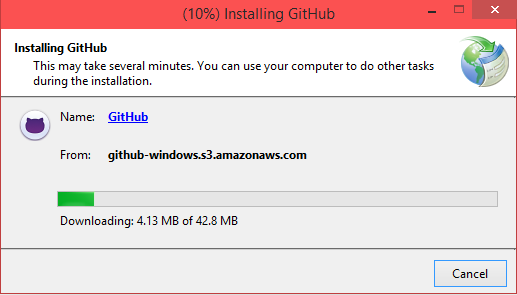 (10%) Installing GitHub
Installing GitHub
This may take several minutes. You can use your computer to do other tasks
during the installation.
Name: GitHub
From: github-windows.s3.amazonaws.com
Downloading: 4.13 MB of 42.8 MB
Cancel